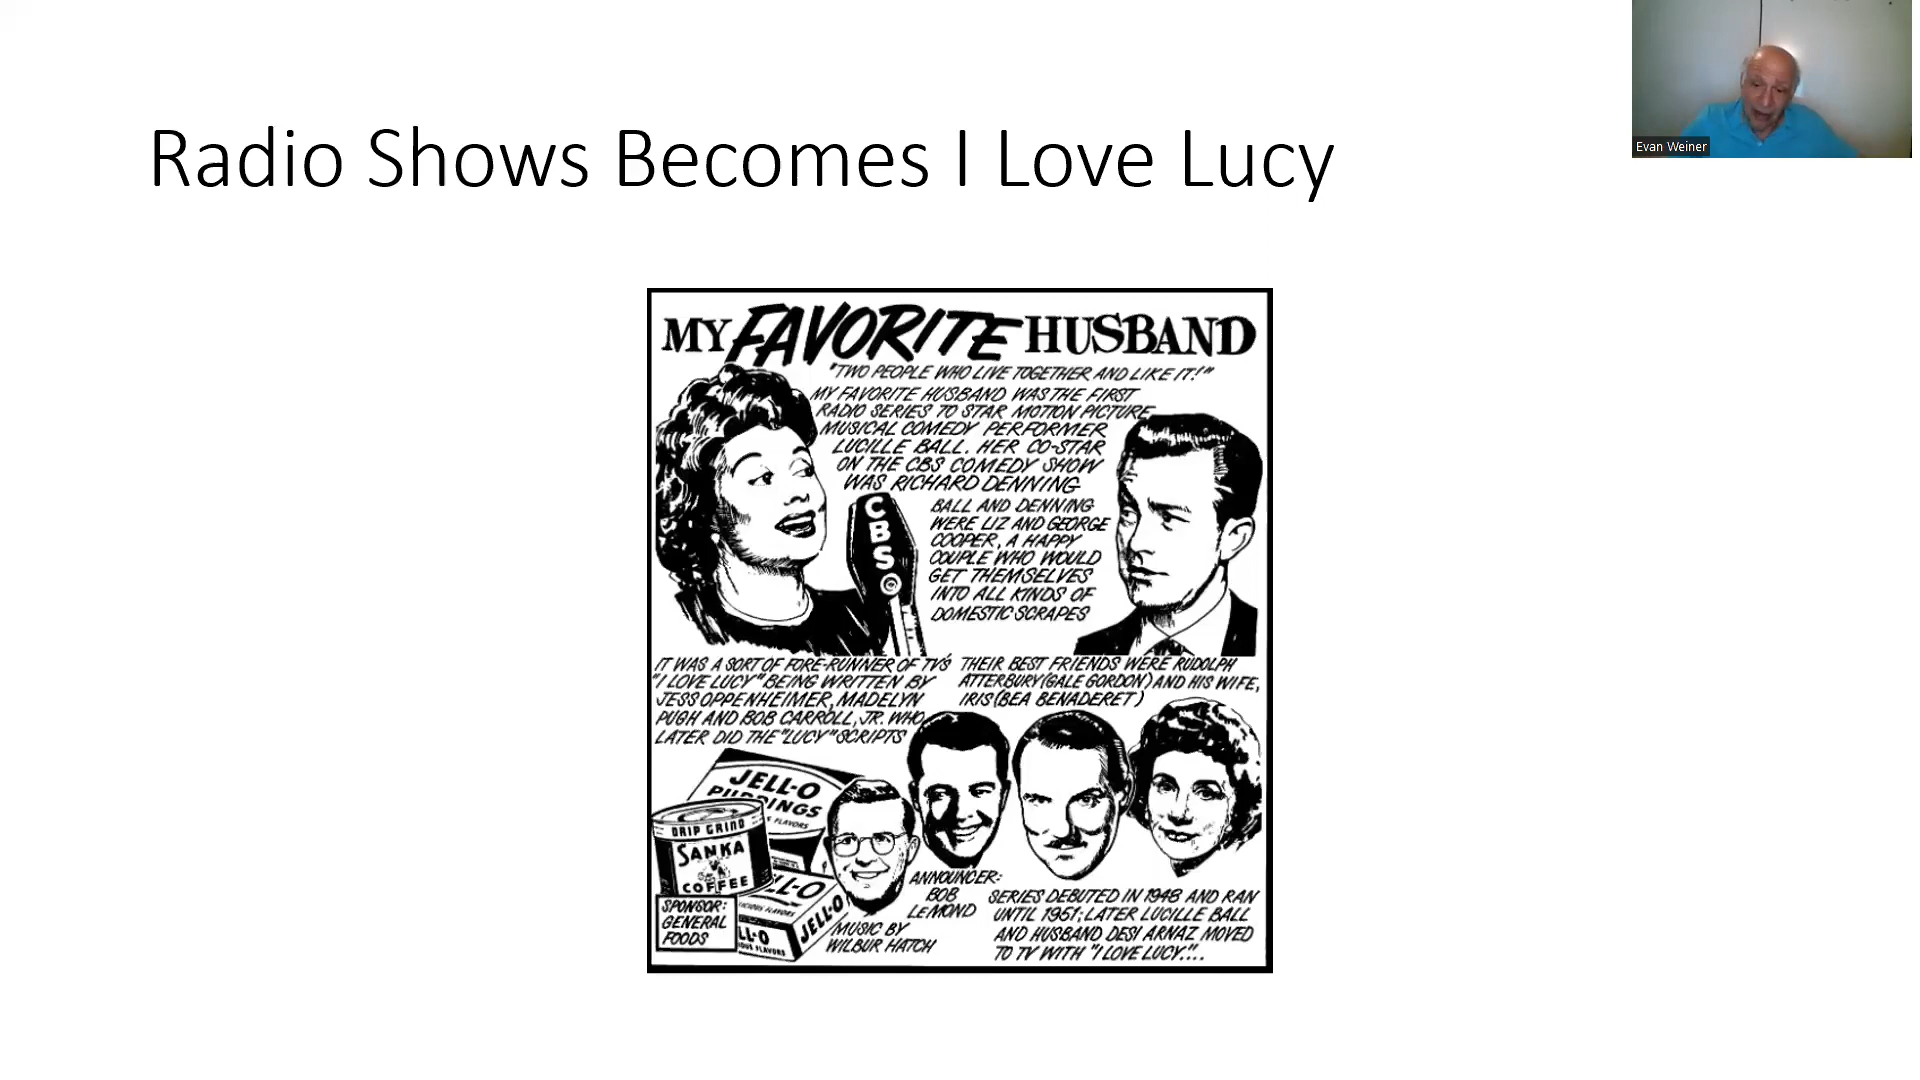 Radio Shows Becomes I Love Lucy
Evan Weiner
MY FAVORITE HUSBAND
"TWO PEOPLE WHO LIVE TOGETHER AND LIKE IT!"
MY FAVORITE HUSBAND WAS THE FIRST
RADIO SERIES TO STAR MOTION PICTURE
MUSICAL COMEDY PERFORMER
LUCILLE BALL. HER CO-STAR
ON THE CBS COMEDY SHOW
WAS RICHARD DENNING
CBS
BALL AND DENNING
WERE LIZ AND GEORGE
COOPER, A HAPPY
COUPLE WHO WOULD
GET THEMSELVES
INTO ALL KINDS OF
DOMESTIC SCRAPES
IT WAS A SORT OF FORE-RUNNER OF TV'S
"I LOVE LUCY" BEING WRITTEN BY
JESS OPPENHEIMER, MADELYN
PUGH AND BOB CARROLL, JR. WHO
LATER DID THE "LUCY" SCRIPTS
THEIR BEST FRIENDS WERE RUDOLPH
ATTERBURY (GALE GORDON) AND HIS WIFE,
IRIS (BEA BENADERET)
JELL-O
PUDDINGS
FLAVORS
DRIP GRIND
SANKA
COFFEE
LL-O
JELL-O
LL-O
FLAVORS
SPONSOR:
GENERAL
FOODS
MUSIC BY
WILBUR HATCH
ANNOUNCER:
BOB
LeMOND
SERIES DEBUTED IN 1948 AND RAN
UNTIL 1951; LATER LUCILLE BALL
AND HUSBAND DESI ARNAZ MOVED
TO TV WITH "I LOVE LUCY"...